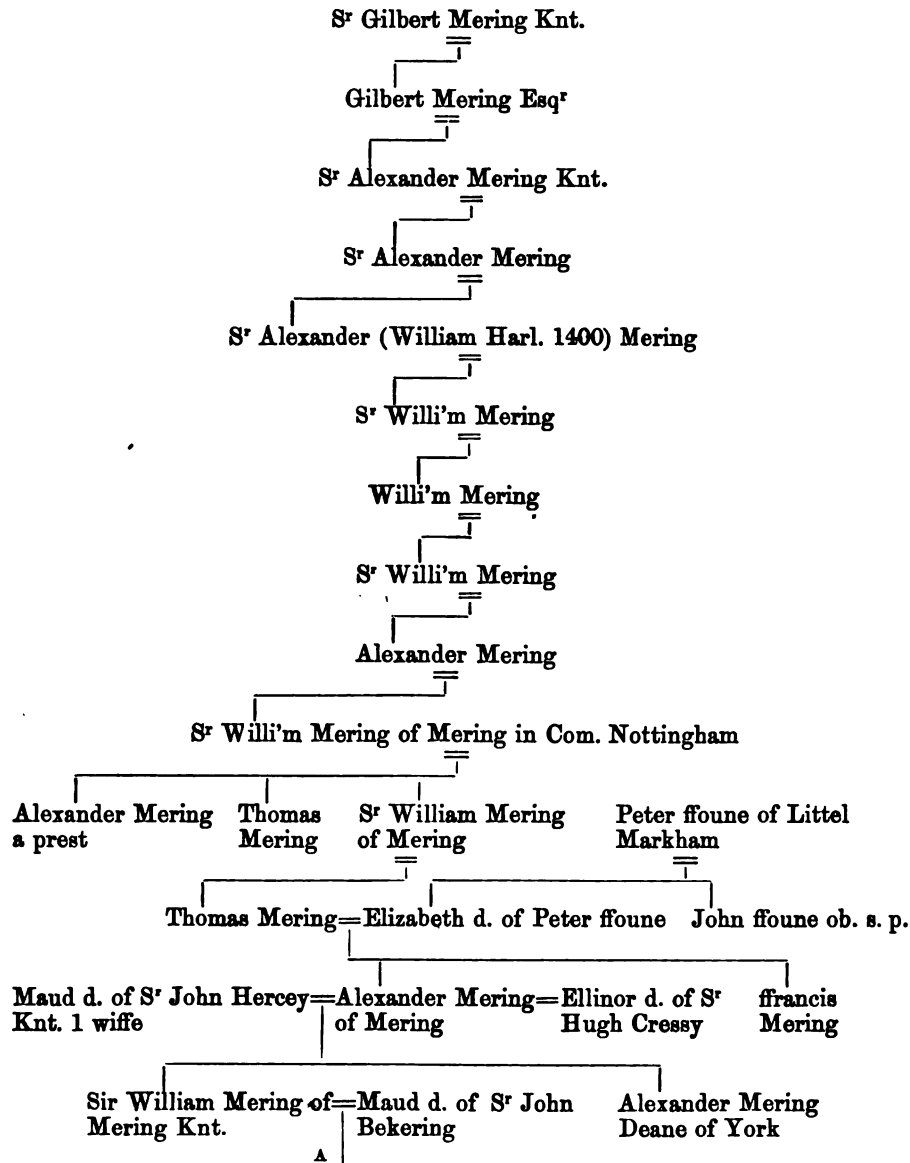 Sʳ Gilbert Mering Knt.
Gilbert Mering Esqʳ
Sʳ Alexander Mering Knt.
Sʳ Alexander Mering
Sʳ Alexander (William Harl. 1400) Mering
Sʳ Willi'm Mering
Willi'm Mering
Sʳ Willi'm Mering
Alexander Mering
Sʳ Willi'm Mering of Mering in Com. Nottingham
Alexander Mering
a prest
Thomas
Mering
Sʳ William Mering
of Mering
Peter ffoune of Littel
Markham
Thomas Mering=Elizabeth d. of Peter ffoune John ffoune ob. s. p.
Maud d. of Sʳ John Hercey=Alexander Mering=Ellinor d. of Sʳ
Knt. 1 wiffe of Mering Hugh Cressy
ffrancis
Mering
Sir William Mering of=Maud d. of Sʳ John
Mering Knt. Bekering
Alexander Mering
Deane of York
A